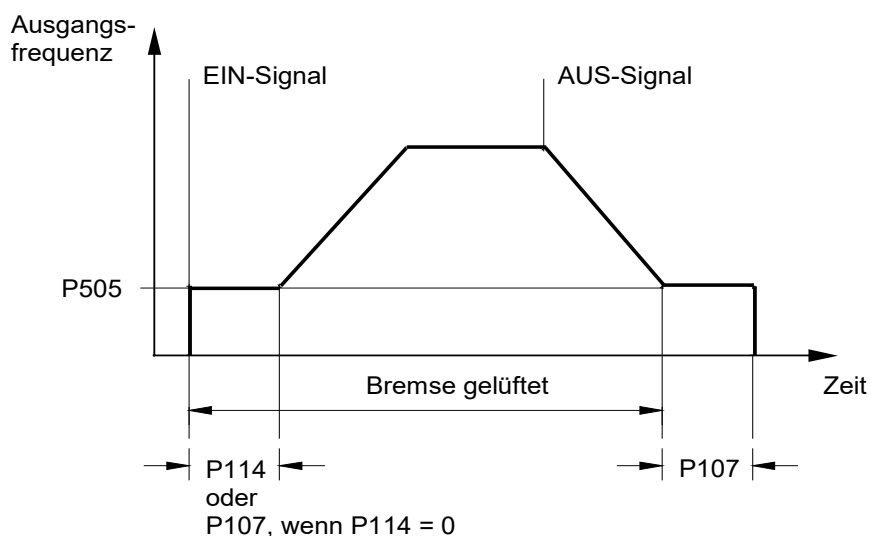 Ausgangs-
frequenz
EIN-Signal
AUS-Signal
P505
Bremse gelüftet
Zeit
P114
oder
P107, wenn P114 = 0
P107